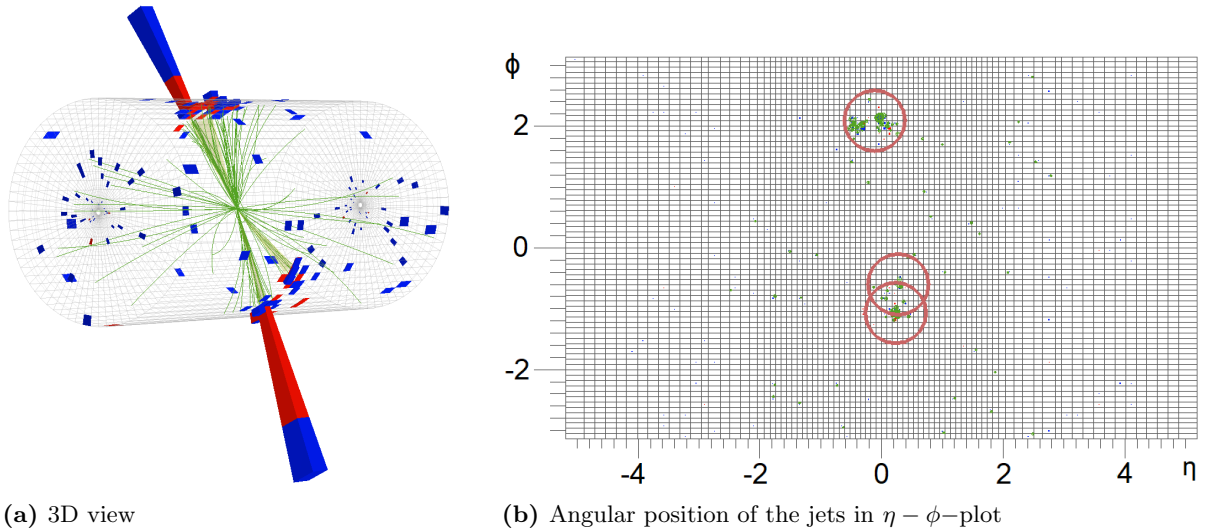 ϕ
2
0
-2
-4
-2
0
2
4
η
(a) 3D view
(b) Angular position of the jets in η − ϕ−plot